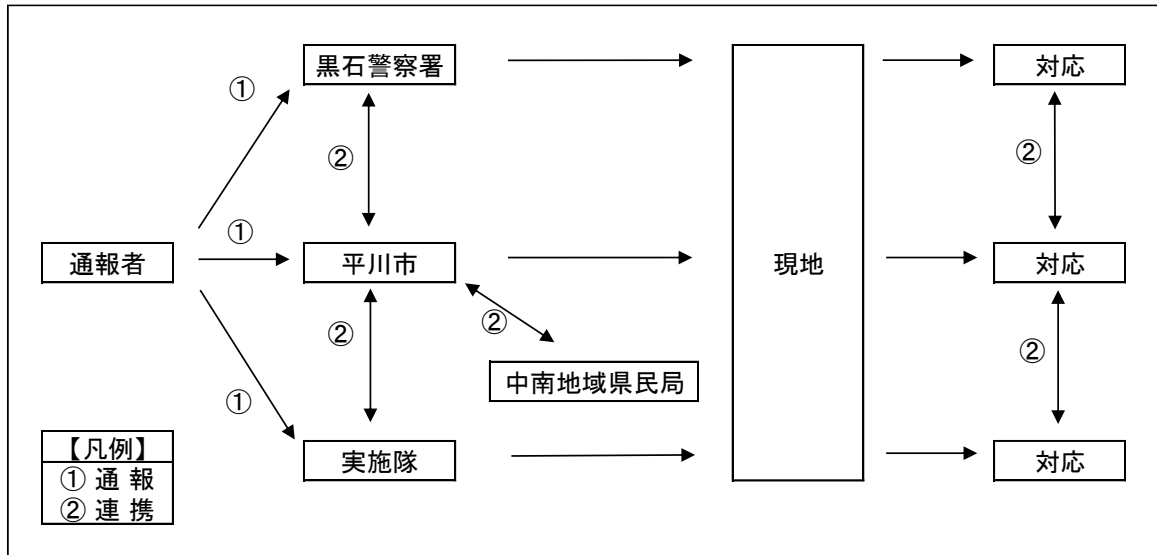 黒石警察署
対応
①
②
②
①
通報者
平川市
現地
対応
②
②
②
中南地域県民局
①
【凡例】
① 通 報
② 連 携
実施隊
対応